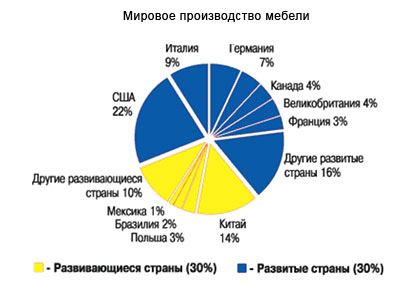 Мировое производство мебели
Италия
9%
Германия
7%
Канада 4%
Великобритания 4%
Франция 3%
Другие развитые
страны 16%
Китай
14%
Польша 3%
Бразилия 2%
Мексика 1%
Другие развивающиеся
страны 10%
США
22%
- Развивающиеся страны (30%)
- Развитые страны (30%)